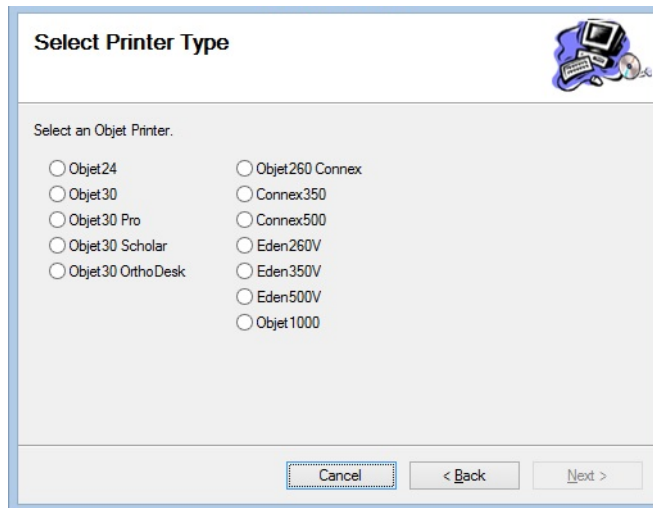 Select Printer Type
Select an Objet Printer.
Objet24
Objet30
Objet30 Pro
Objet30 Scholar
Objet30 OrthoDesk
Objet260 Connex
Connex350
Connex500
Eden260V
Eden350V
Eden500V
Objet1000
Cancel
< Back
Next >